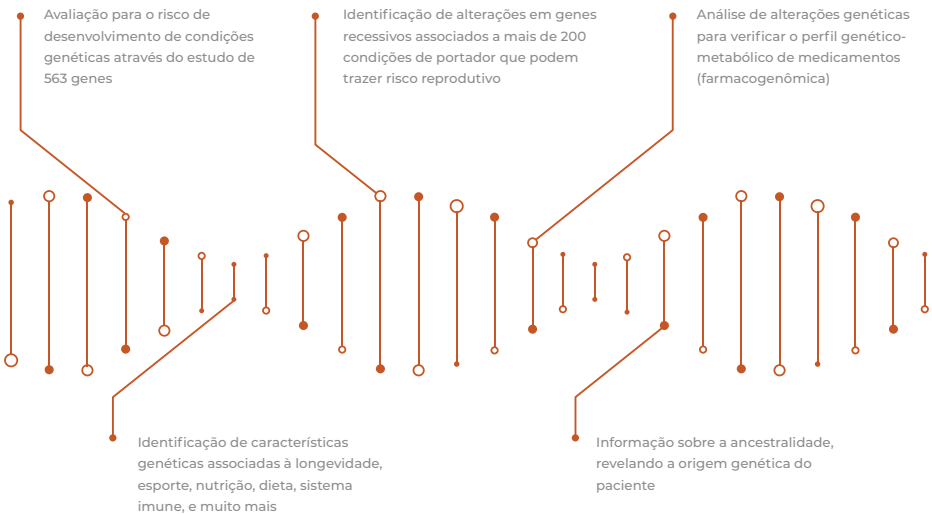 Avaliação para o risco de
desenvolvimento de condições
genéticas através do estudo de
563 genes
Identificação de alterações em genes
recessivos associados a mais de 200
condições de portador que podem
trazer risco reprodutivo
Análise de alterações genéticas
para verificar o perfil genético-
metabólico de medicamentos
(farmacogenômica)
Identificação de características
genéticas associadas à longevidade,
esporte, nutrição, dieta, sistema
imune, e muito mais
Informação sobre a ancestralidade,
revelando a origem genética do
paciente